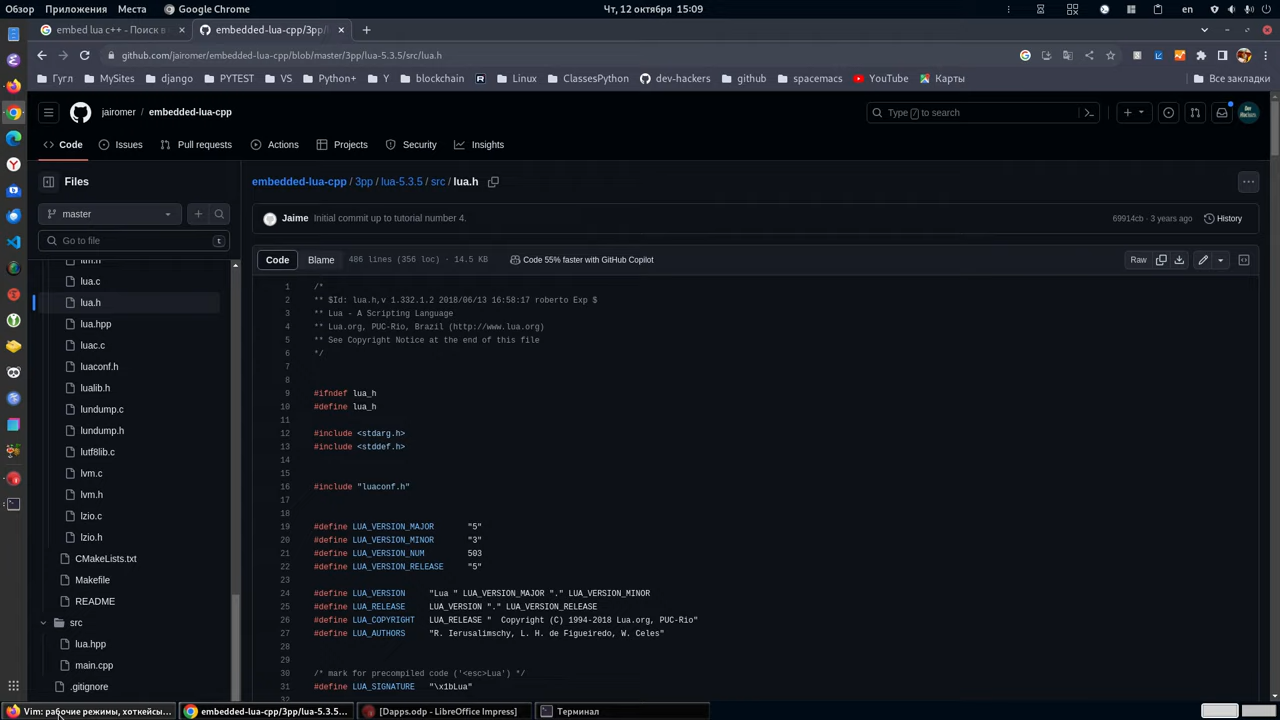 Обзор Приложения Места Google Chrome Чт, 12 октября 15:09 en
embed lua c++ - Поиск в embedded-lua-cpp/3pp/l
github.com/jairomer/embedded-lua-cpp/blob/master/3pp/lua-5.3.5/src/lua.h
Гугл MySites django PYTEST VS Python+ Y blockchain Linux ClassesPython dev-hackers github spacemacs YouTube Карты Все закладки
jairomer / embedded-lua-cpp Type / to search
Code Issues Pull requests Actions Projects Security Insights
Files
master
Go to file t
ltm.h
lua.c
lua.h
lua.hpp
luac.c
luaconf.h
lualib.h
lundump.c
lundump.h
lutf8lib.c
lvm.c
lvm.h
lzio.c
lzio.h
CMakeLists.txt
Makefile
README
src
lua.hpp
main.cpp
.gitignore
embedded-lua-cpp / 3pp / lua-5.3.5 / src / lua.h
Jaime Initial commit up to tutorial number 4. 69914cb · 3 years ago History
Code Blame 486 lines (356 loc) · 14.5 KB Code 55% faster with GitHub Copilot Raw
1 /*
2 ** $Id: lua.h,v 1.332.1.2 2018/06/13 16:58:17 roberto Exp $
3 ** Lua - A Scripting Language
4 ** Lua.org, PUC-Rio, Brazil (http://www.lua.org)
5 ** See Copyright Notice at the end of this file
6 */
7
8
9 #ifndef lua_h
10 #define lua_h
11
12 #include <stdarg.h>
13 #include <stddef.h>
14
15
16 #include "luaconf.h"
17
18
19 #define LUA_VERSION_MAJOR "5"
20 #define LUA_VERSION_MINOR "3"
21 #define LUA_VERSION_NUM 503
22 #define LUA_VERSION_RELEASE "5"
23
24 #define LUA_VERSION "Lua " LUA_VERSION_MAJOR "." LUA_VERSION_MINOR
25 #define LUA_RELEASE LUA_VERSION "." LUA_VERSION_RELEASE
26 #define LUA_COPYRIGHT LUA_RELEASE " Copyright (C) 1994-2018 Lua.org, PUC-Rio"
27 #define LUA_AUTHORS "R. Ierusalimschy, L. H. de Figueiredo, W. Celes"
28
29
30 /* mark for precompiled code ('<esc>Lua') */
31 #define LUA_SIGNATURE "\x1bLua"
32
Vim: рабочие режимы, хоткейсы... embedded-lua-cpp/3pp/lua-5.3.5... [Dapps.odp - LibreOffice Impress] Терминал